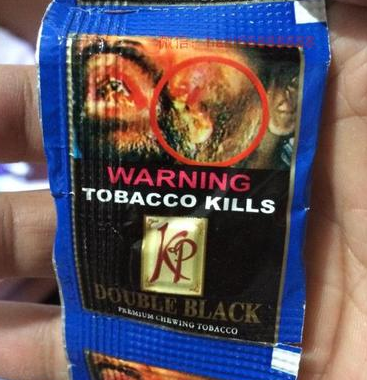 WARNING
TOBACCO KILLS
KP
DOUBLE BLACK
PREMIUM CHEWING TOBACCO